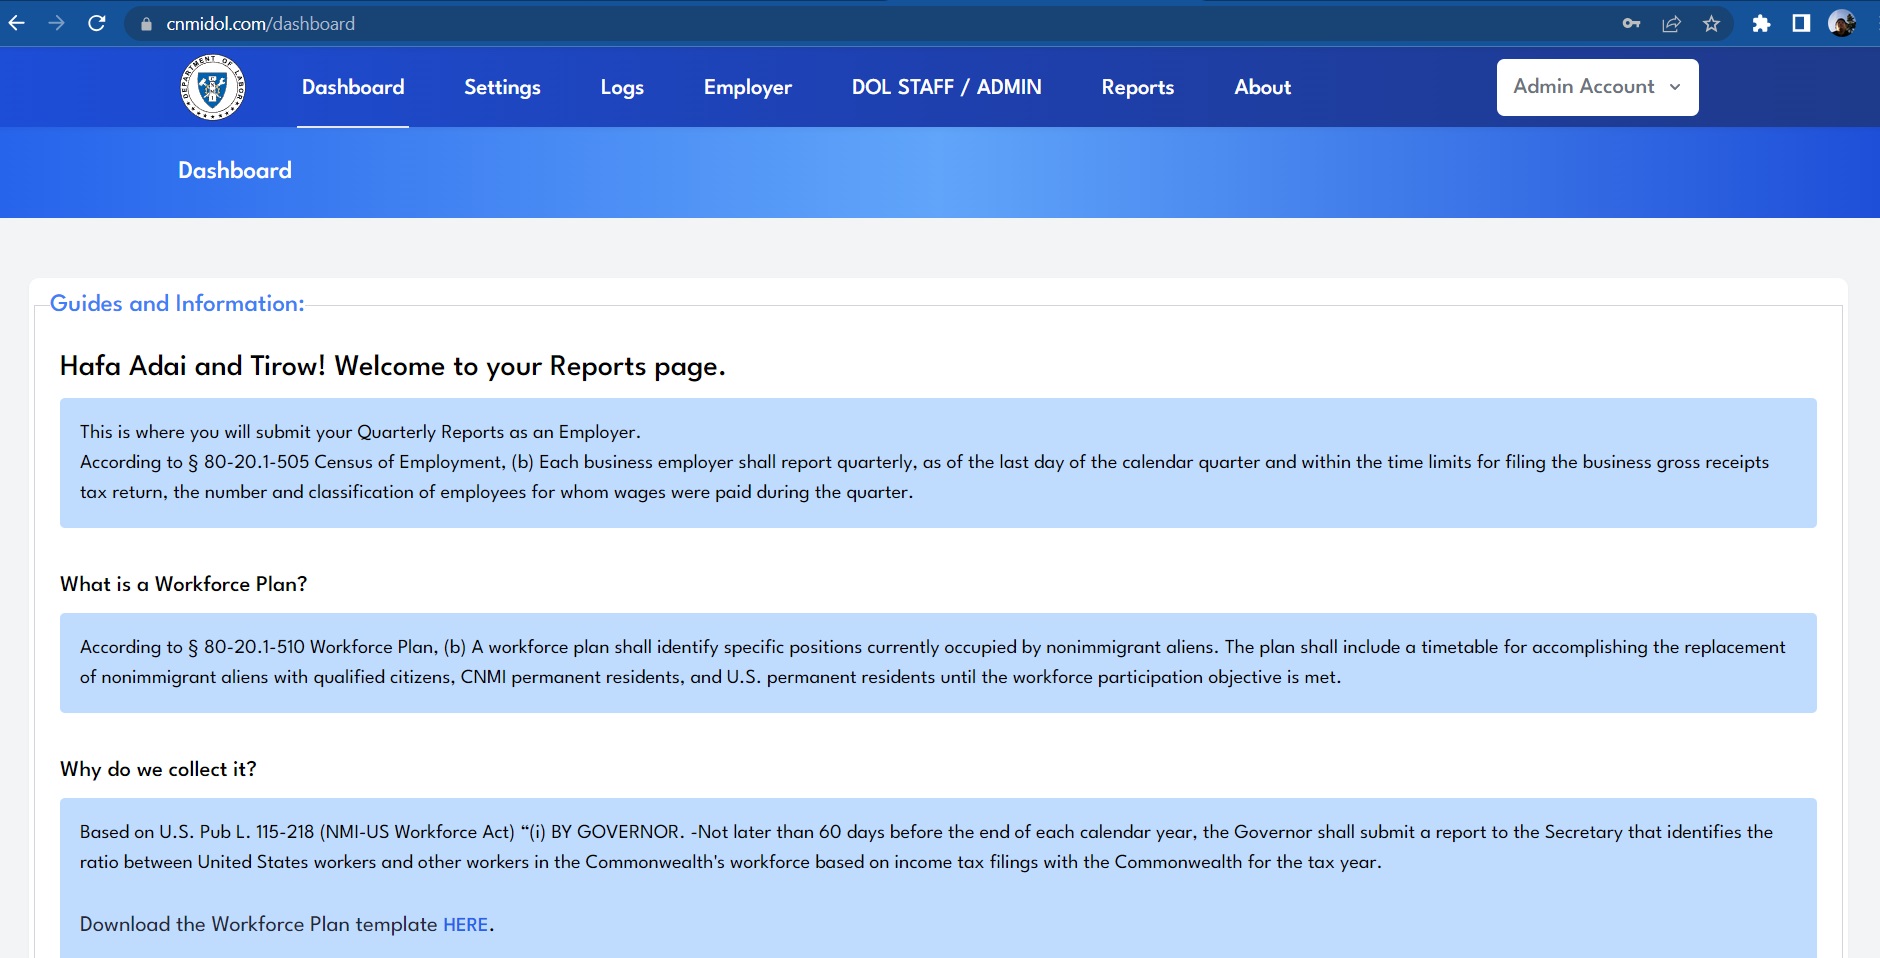 cnmidol.com/dashboard
DEPARTMENT OF LABOR
Dashboard
Settings
Logs
Employer
DOL STAFF / ADMIN
Reports
About
Admin Account
Dashboard
Guides and Information:
Hafa Adai and Tirow! Welcome to your Reports page.
This is where you will submit your Quarterly Reports as an Employer.
According to § 80-20.1-505 Census of Employment, (b) Each business employer shall report quarterly, as of the last day of the calendar quarter and within the time limits for filing the business gross receipts
tax return, the number and classification of employees for whom wages were paid during the quarter.
What is a Workforce Plan?
According to § 80-20.1-510 Workforce Plan, (b) A workforce plan shall identify specific positions currently occupied by nonimmigrant aliens. The plan shall include a timetable for accomplishing the replacement
of nonimmigrant aliens with qualified citizens, CNMI permanent residents, and U.S. permanent residents until the workforce participation objective is met.
Why do we collect it?
Based on U.S. Pub L. 115-218 (NMI-US Workforce Act) “(i) BY GOVERNOR. -Not later than 60 days before the end of each calendar year, the Governor shall submit a report to the Secretary that identifies the
ratio between United States workers and other workers in the Commonwealth's workforce based on income tax filings with the Commonwealth for the tax year.
Download the Workforce Plan template HERE.